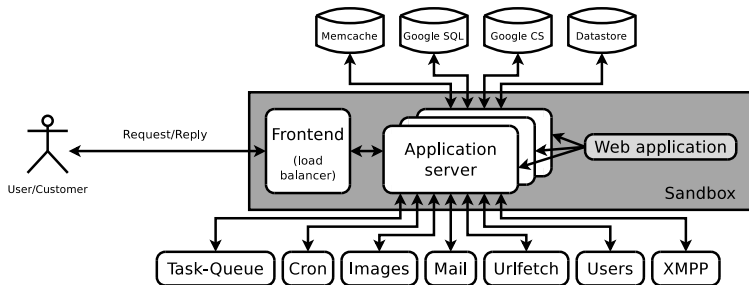 Memcache
Google SQL
Google CS
Datastore
Request/Reply
User/Customer
Frontend
(load
balancer)
Application
server
Web application
Sandbox
Task-Queue
Cron
Images
Mail
Urlfetch
Users
XMPP